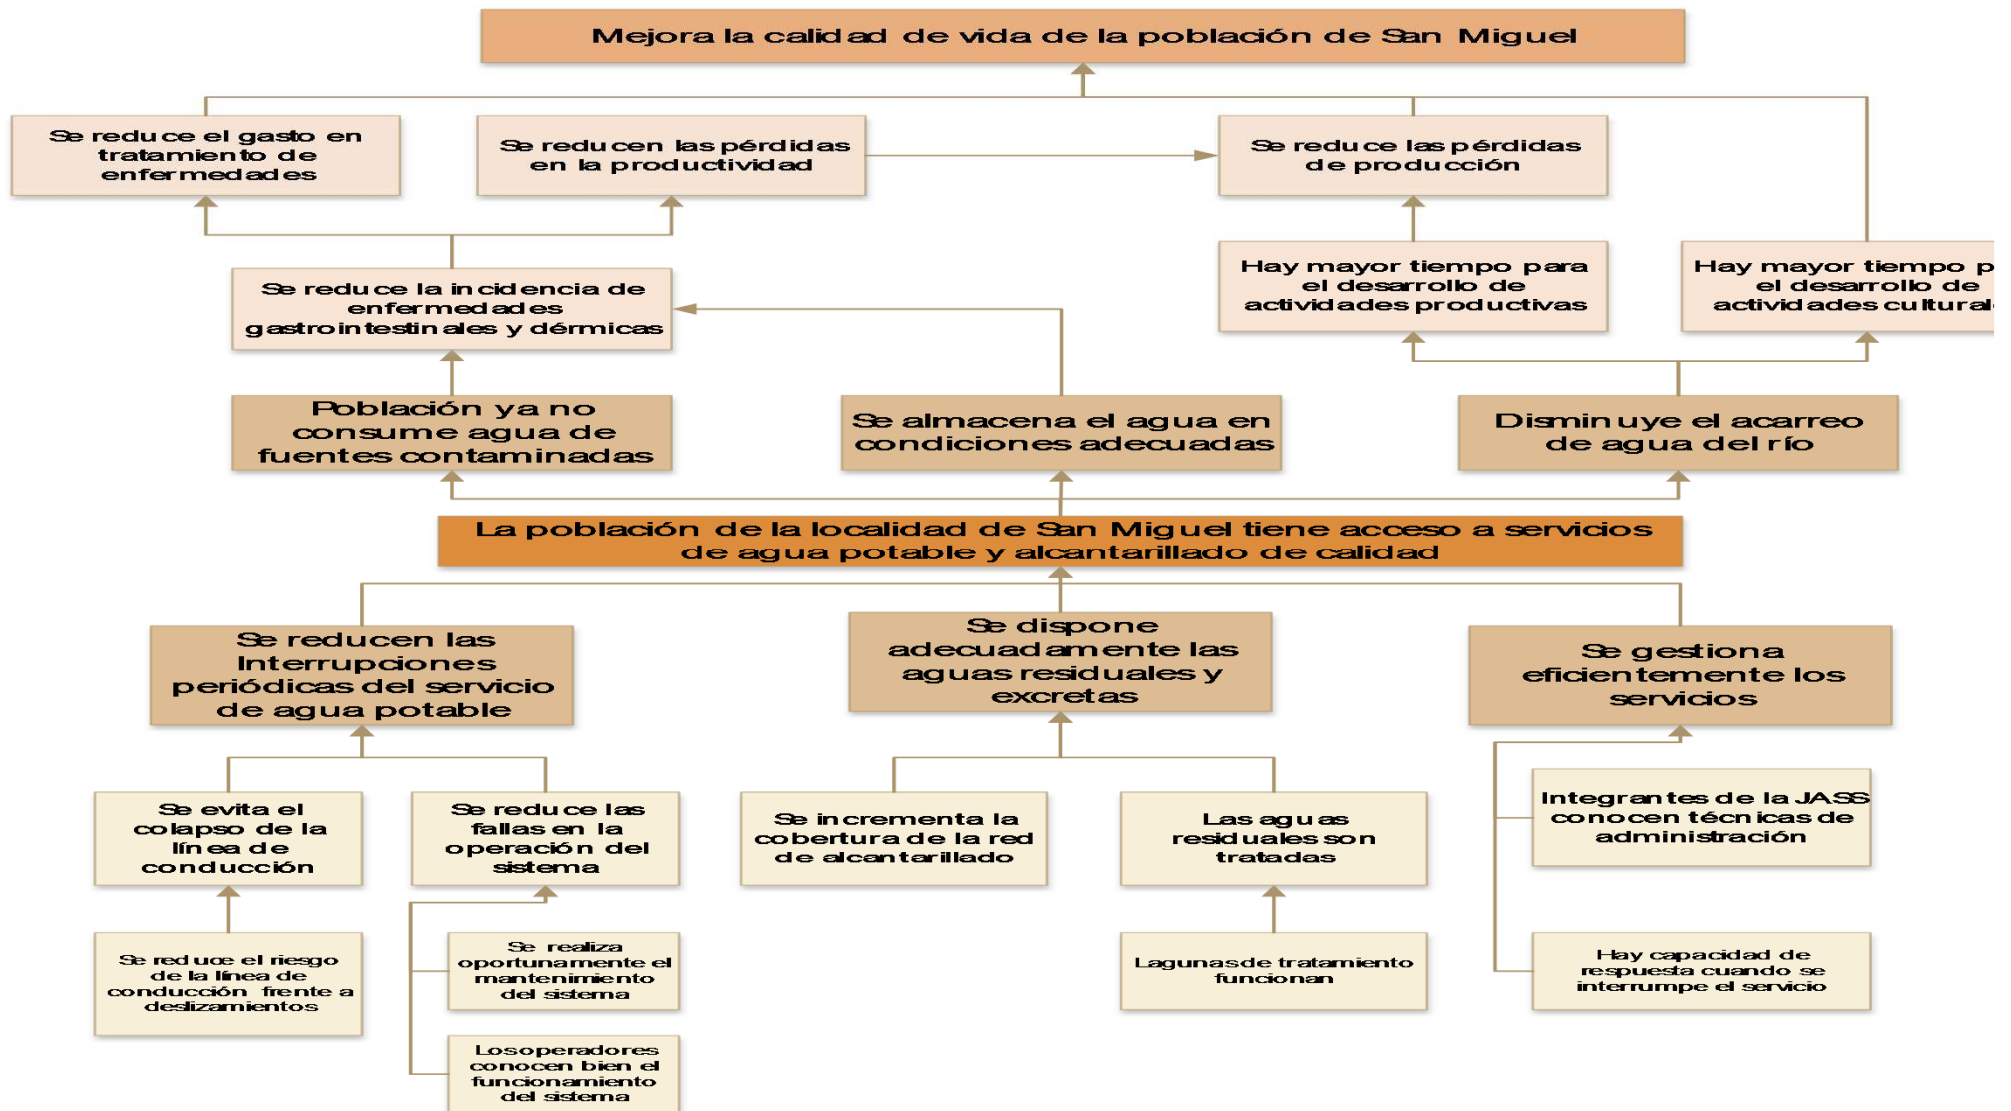 Mejora la calidad de vida de la población de San Miguel
Se reduce el gasto en
tratamiento de
enfermedades
Se reducen las pérdidas
en la productividad
Se reduce las pérdidas
de producción
Hay mayor tiempo para
el desarrollo de
actividades productivas
Hay mayor tiempo p
el desarrollo de
actividades cultural
Se reduce la incidencia de
enfermedades
gastrointestinales y dérmicas
Población ya no
consume agua de
fuentes contaminadas
Se almacena el agua en
condiciones adecuadas
Disminuye el acarreo
de agua del río
La población de la localidad de San Miguel tiene acceso a servicios
de agua potable y alcantarillado de calidad
Se reducen las
Interrupciones
periódicas del servicio
de agua potable
Se dispone
adecuadamente las
aguas residuales y
excretas
Se gestiona
eficientemente los
servicios
Se evita el
colapso de la
línea de
conducción
Se reduce las
fallas en la
operación del
sistema
Se incrementa la
cobertura de la red
de alcantarillado
Las aguas
residuales son
tratadas
Integrantes de la JASS
conocen técnicas de
administración
Se reduce el riesgo
de la línea de
conducción frente a
deslizamientos
Se realiza
oportunamente el
mantenimiento
del sistema
Lagunas de tratamiento
funcionan
Hay capacidad de
respuesta cuando se
interrumpe el servicio
Los operadores
conocen bien el
funcionamiento
del sistema